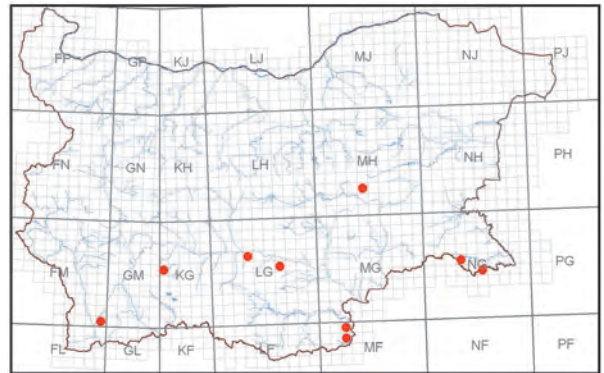 FP GP KJ LJ MJ NJ PJ
FN GN KH LH MH NH PH
FM GM KG LG MG NG PG
FL GL KF LF MF NF PF